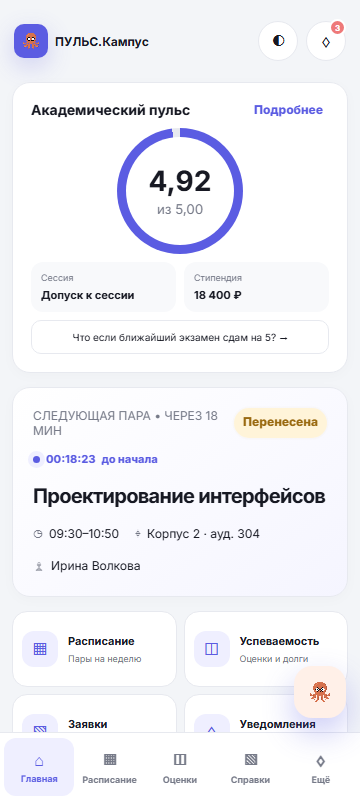 ПУЛЬС.Кампус
3
Академический пульс
Подробнее
4,92
из 5,00
Сессия
Допуск к сессии
Стипендия
18 400 ₽
Что если ближайший экзамен сдам на 5? →
СЛЕДУЮЩАЯ ПАРА • ЧЕРЕЗ 18
МИН
Перенесена
00:18:23 до начала
Проектирование интерфейсов
09:30–10:50
Корпус 2 · ауд. 304
Ирина Волкова
Расписание
Пары на неделю
Успеваемость
Оценки и долги
Заявки
Уведомления
Главная
Расписание
Оценки
Справки
Ещё